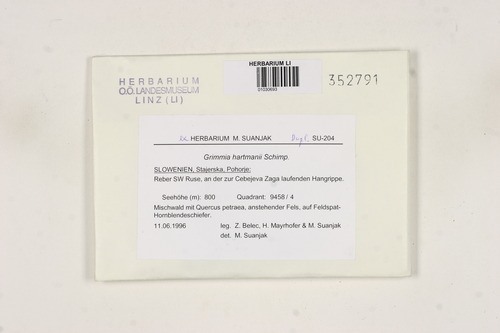 HERBARIUM LI
01030693
352791
HERBARIUM
O.Ö. LANDESMUSEUM
LINZ (LI)
ex HERBARIUM M. SUANJAK Dupl. SU-204
Grimmia hartmanii Schimp.
SLOWENIEN, Stajerska, Pohorje:
Reber SW Ruse, an der zur Cebejeva Zaga laufenden Hangrippe.
Seehöhe (m): 800 Quadrant: 9458 / 4
Mischwald mit Quercus petraea, anstehender Fels, auf Feldspat-
Hornblendeschiefer.
11.06.1996 leg. Z. Belec, H. Mayrhofer & M. Suanjak
det. M. Suanjak